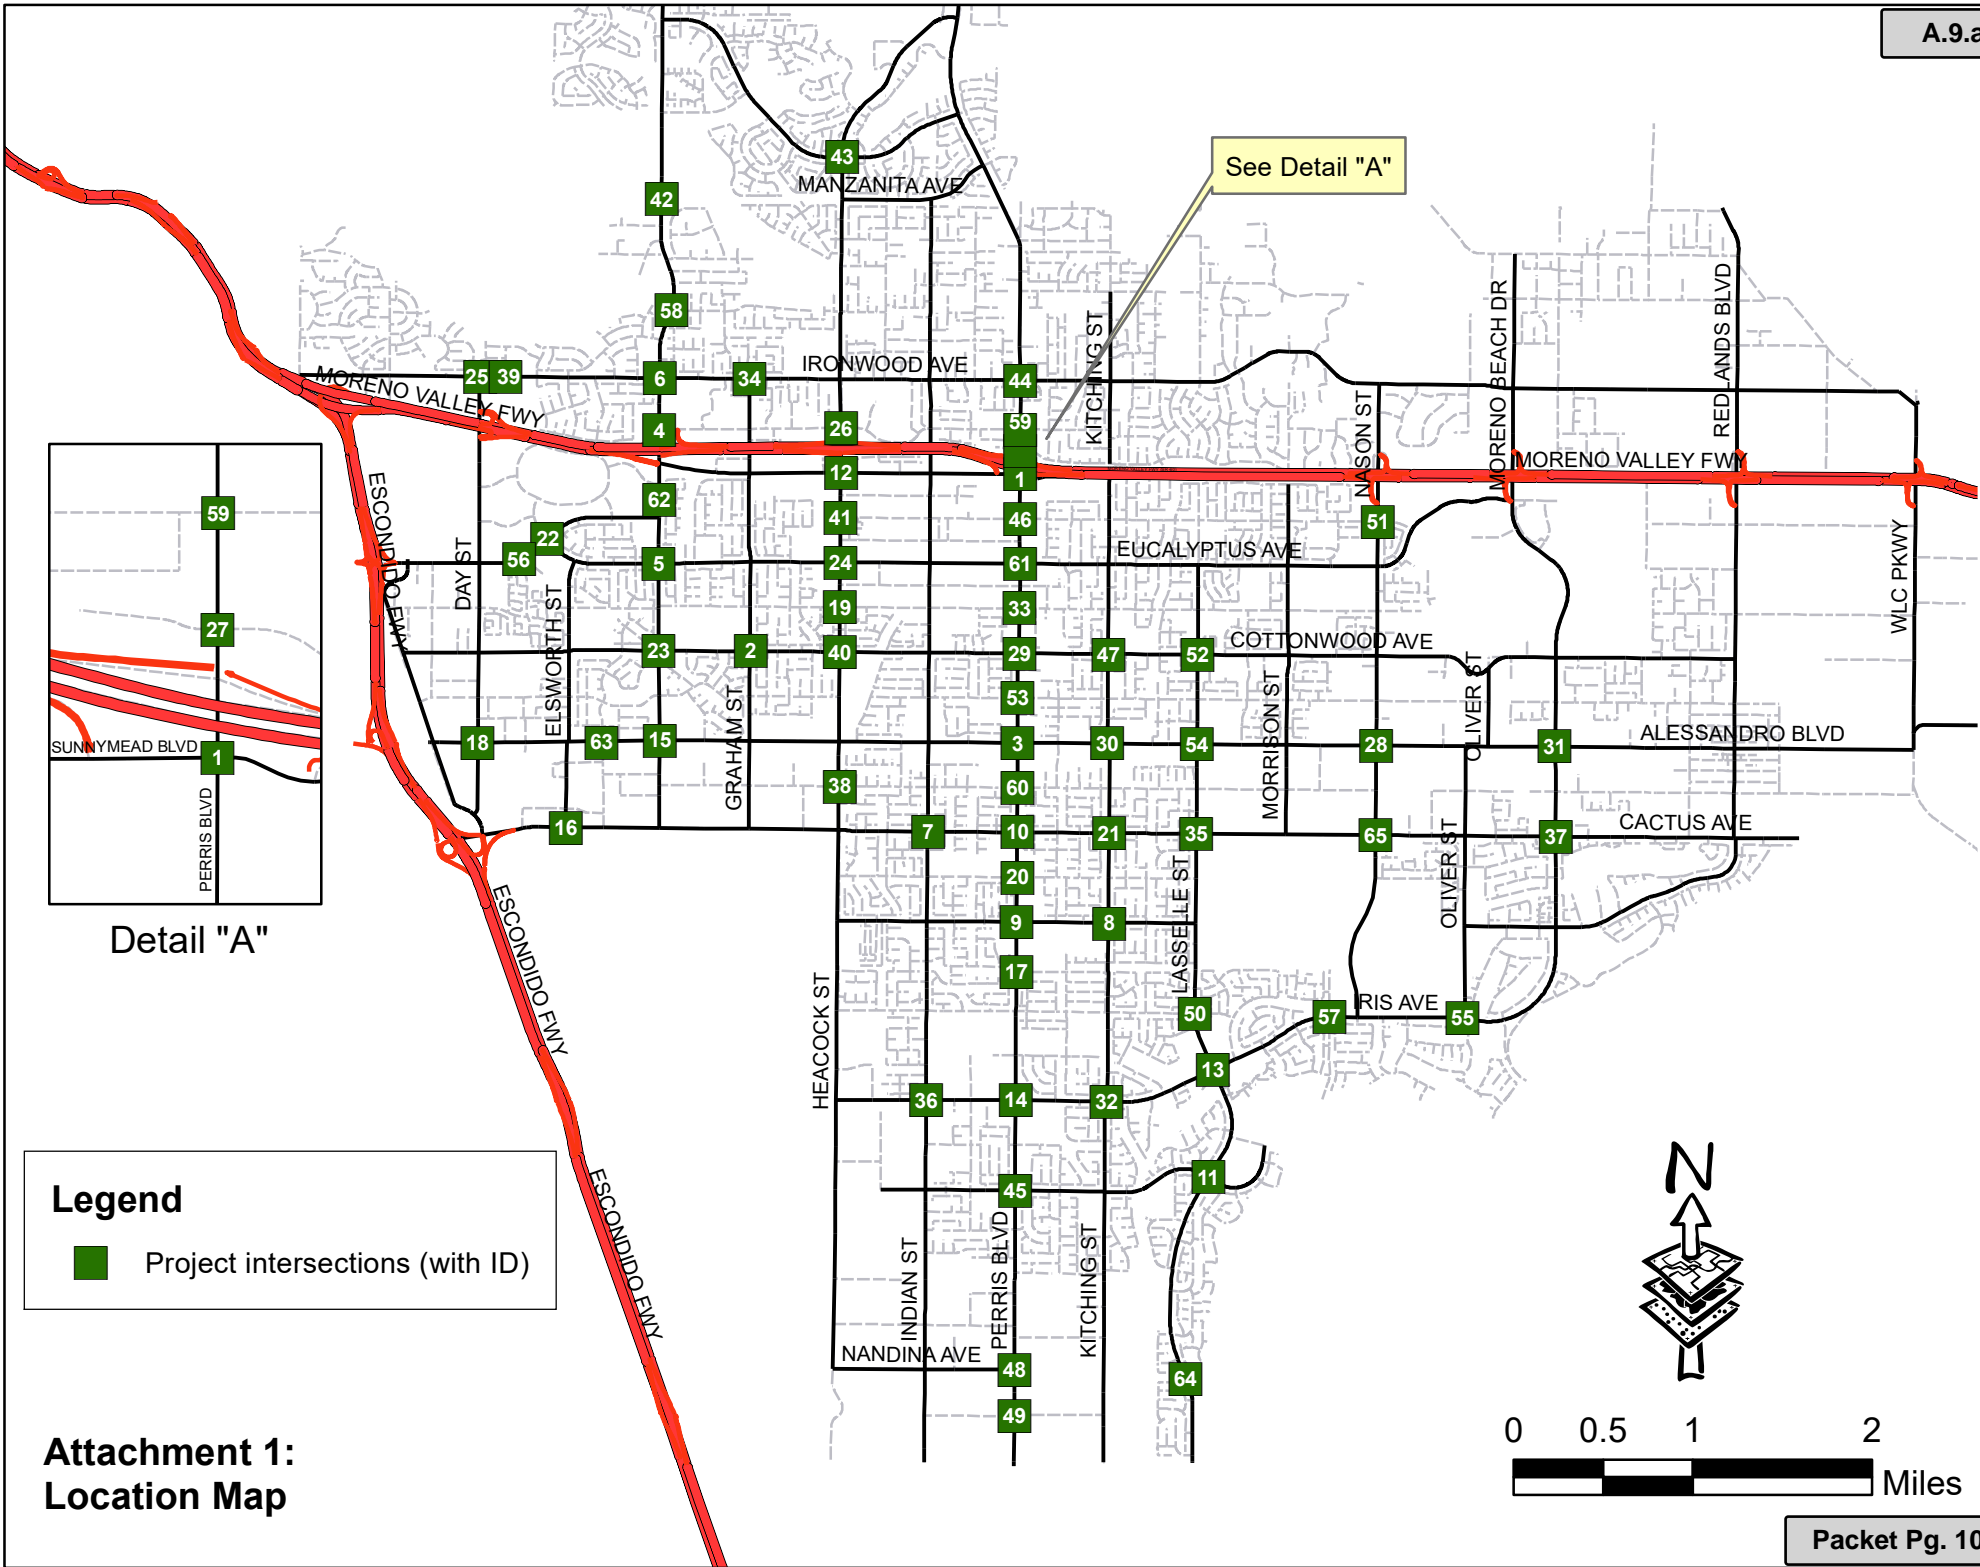 A.9.a
See Detail "A"
43
MANZANITA AVE
42
58
IRONWOOD AVE
KITCHING ST
MORENO BEACH DR
REDLANDS BLVD
25
39
6
34
44
MORENO VALLEY FWY
4
26
59
NASON ST
MORENO VALLEY FWY
12
1
62
41
46
51
22
56
5
24
61
EUCALYPTUS AVE
ESCONDIDO FWY
DAY ST
ELSWORTH ST
19
33
WLC PKWY
23
2
40
29
47
52
COTTONWOOD AVE
53
GRAHAM ST
MORRISON ST
OLIVER ST
18
63
15
3
30
54
28
31
ALESSANDRO BLVD
38
60
16
7
10
21
35
65
37
CACTUS AVE
20
LASSELLE ST
OLIVER ST
9
8
ESCONDIDO FWY
17
HEACOCK ST
50
57
RIS AVE
55
13
36
14
32
11
45
ESCONDIDO FWY
INDIAN ST
PERRIS BLVD
KITCHING ST
NANDINA AVE
48
64
49
59
27
SUNNYMEAD BLVD
1
PERRIS BLVD
Detail "A"
Legend
Project intersections (with ID)
N
0 0.5 1 2
Miles
Attachment 1:
Location Map
Packet Pg. 10